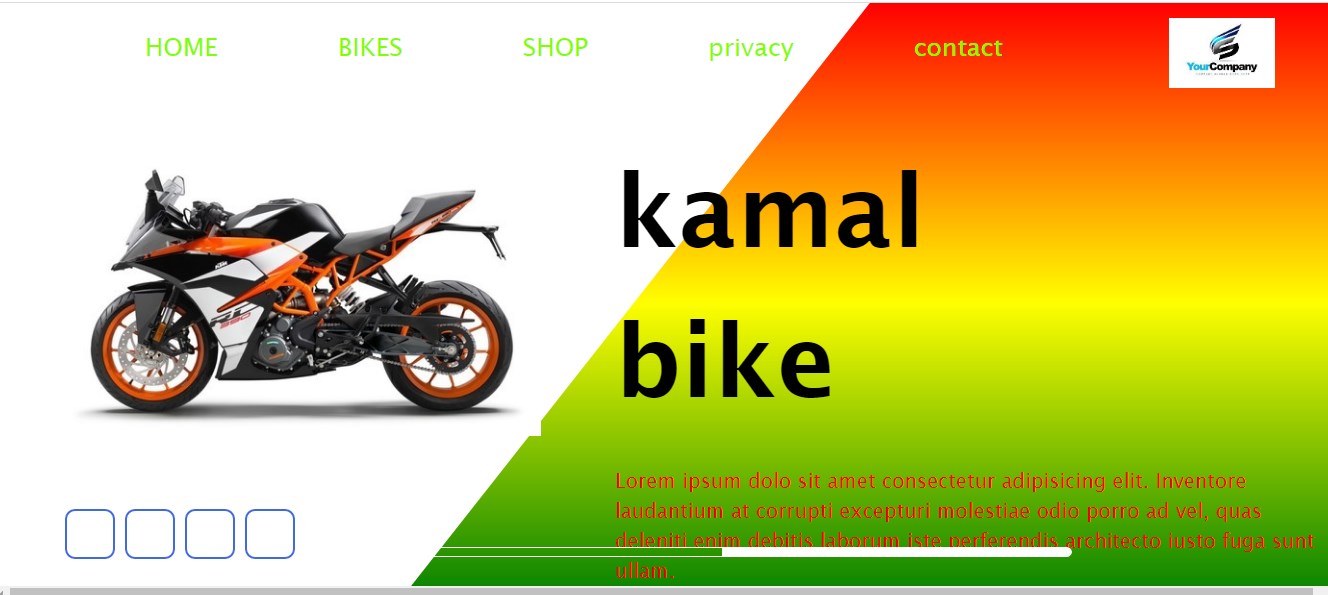 HOME BIKES SHOP privacy contact
YourCompany
kamal
bike
Lorem ipsum dolo sit amet consectetur adipisicing elit. Inventore
laudantium at corrupti excepturi molestiae odio porro ad vel, quas
deleniti enim debitis laborum iste perferendis architecto iusto fuga sunt
ullam.